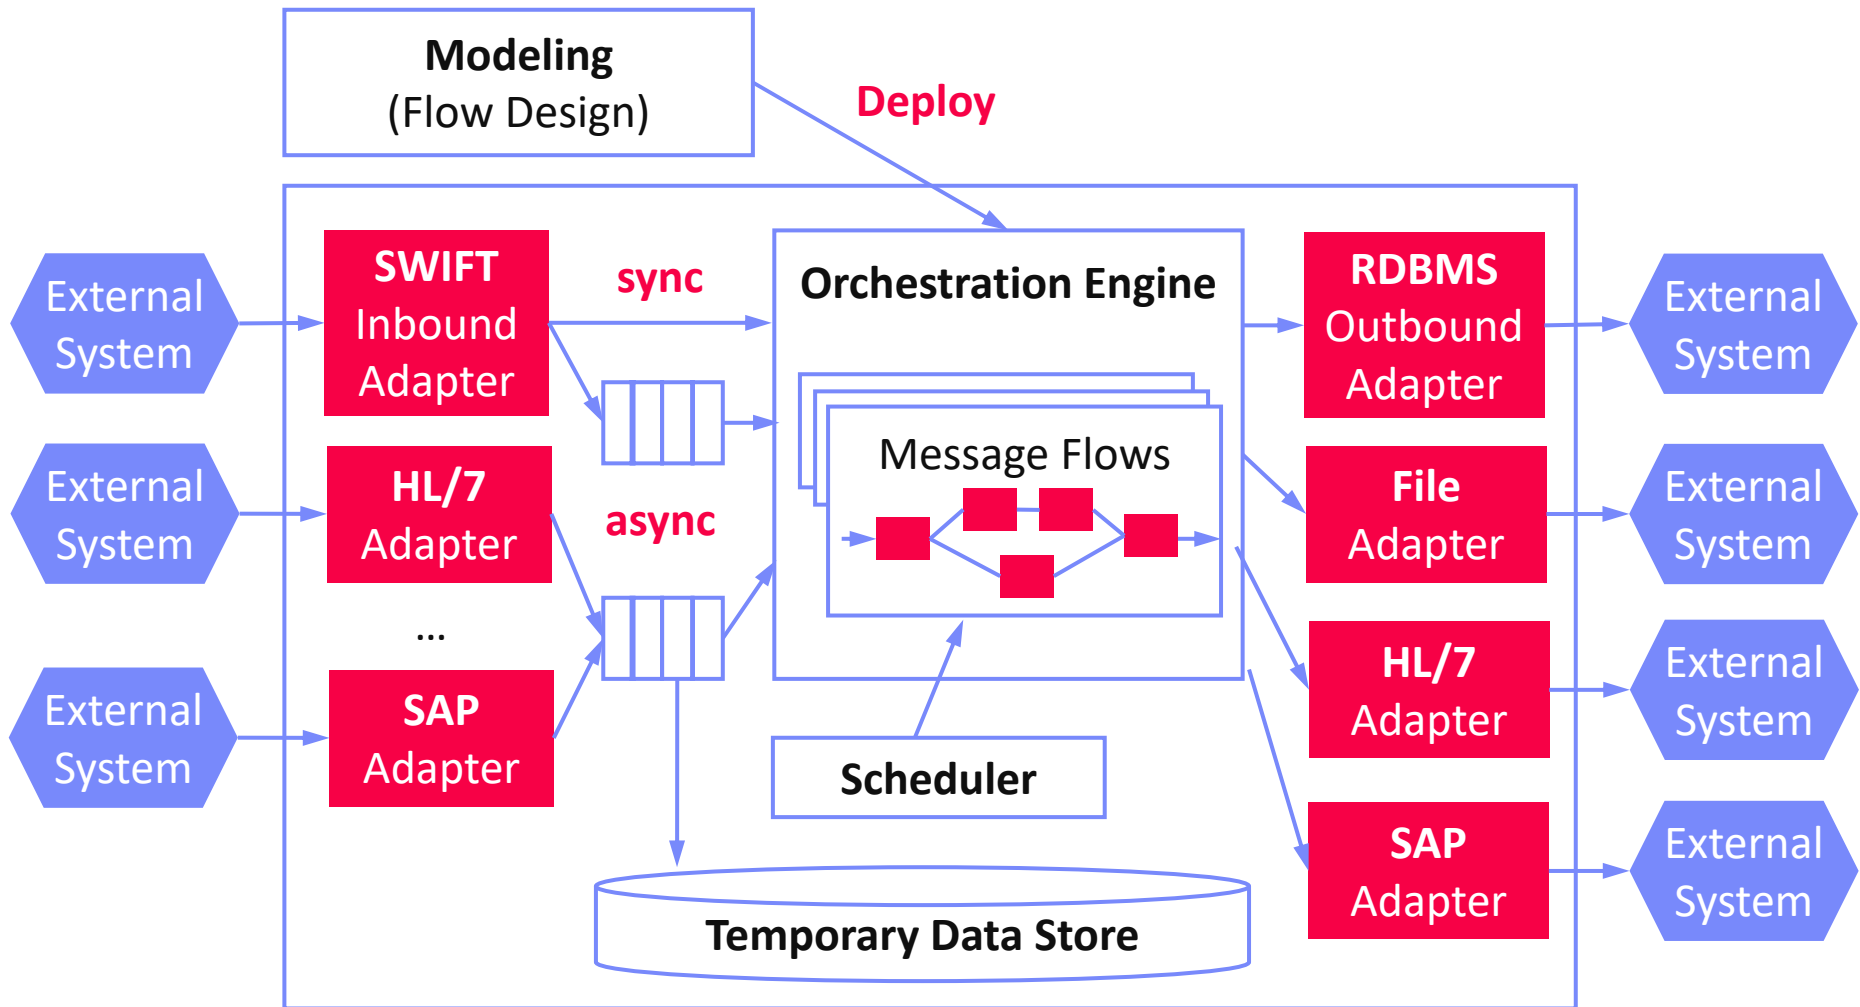 Modeling
(Flow Design)
Deploy
External
System
SWIFT
Inbound
Adapter
sync
Orchestration Engine
RDBMS
Outbound
Adapter
External
System
External
System
HL/7
Adapter
async
Message Flows
File
Adapter
External
System
...
External
System
SAP
Adapter
Scheduler
HL/7
Adapter
External
System
SAP
Adapter
External
System
Temporary Data Store